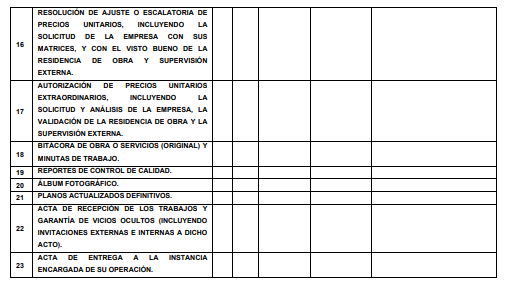 RESOLUCIÓN DE AJUSTE O ESCALATORIA DE
PRECIOS UNITARIOS, INCLUYENDO LA
16 SOLICITUD DE LA EMPRESA CON SUS
MATRICES, Y CON EL VISTO BUENO DE LA
RESIDENCIA DE OBRA Y SUPERVISIÓN
EXTERNA.
AUTORIZACIÓN DE PRECIOS UNITARIOS
EXTRAORDINARIOS, INCLUYENDO LA
17 SOLICITUD Y ANÁLISIS DE LA EMPRESA, LA
VALIDACIÓN DE LA RESIDENCIA DE OBRA Y LA
SUPERVISIÓN EXTERNA.
18 BITÁCORA DE OBRA O SERVICIOS (ORIGINAL) Y
MINUTAS DE TRABAJO.
19 REPORTES DE CONTROL DE CALIDAD.
20 ÁLBUM FOTOGRÁFICO.
21 PLANOS ACTUALIZADOS DEFINITIVOS.
ACTA DE RECEPCIÓN DE LOS TRABAJOS Y
22 GARANTÍA DE VICIOS OCULTOS (INCLUYENDO
INVITACIONES EXTERNAS E INTERNAS A DICHO
ACTO).
23 ACTA DE ENTREGA A LA INSTANCIA
ENCARGADA DE SU OPERACIÓN.